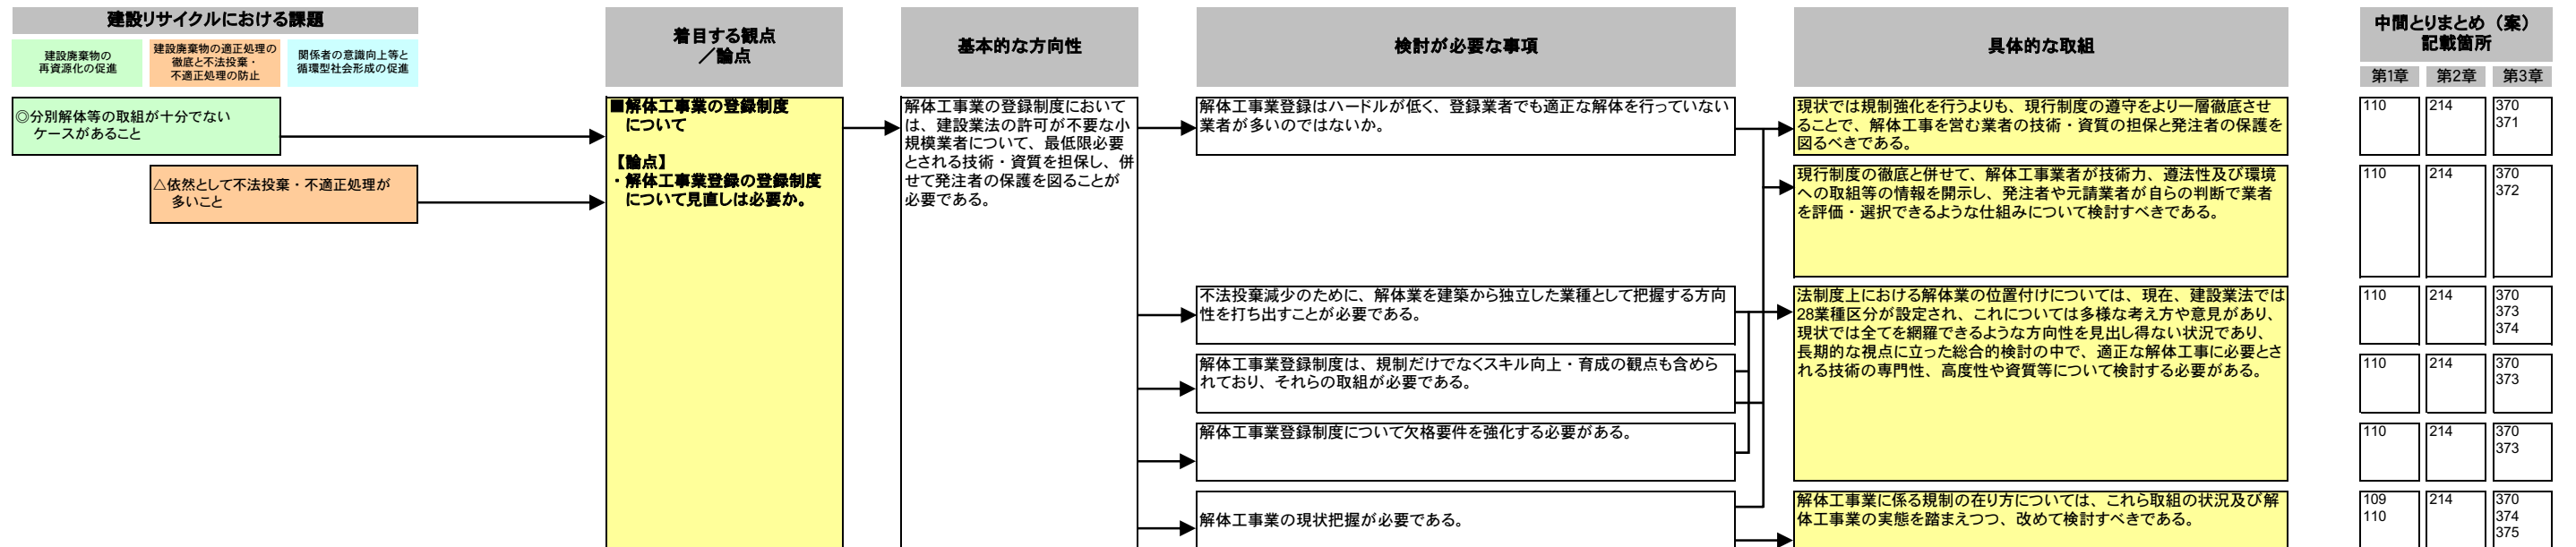 建設リサイクルにおける課題
建設廃棄物の
再資源化の促進
建設廃棄物の適正処理の
徹底と不法投棄・
不適正処理の防止
関係者の意識向上等と
循環型社会形成の促進
着目する観点
／論点
基本的な方向性
検討が必要な事項
具体的な取組
中間とりまとめ（案）
記載箇所
第1章
第2章
第3章
◎分別解体等の取組が十分でない
ケースがあること
△依然として不法投棄・不適正処理が
多いこと
■解体工事業の登録制度
について
【論点】
・解体工事業登録の登録制度
について見直しは必要か。
解体工事業の登録制度において
は、建設業法の許可が不要な小
規模業者について、最低限必要
とされる技術・資質を担保し、併
せて発注者の保護を図ることが
必要である。
解体工事業登録はハードルが低く、登録業者でも適正な解体を行っていない
業者が多いのではないか。
現状では規制強化を行うよりも、現行制度の遵守をより一層徹底させ
ることで、解体工事を営む業者の技術・資質の担保と発注者の保護を
図るべきである。
110
214
370
371
現行制度の徹底と併せて、解体工事業者が技術力、遵法性及び環境
への取組等の情報を開示し、発注者や元請業者が自らの判断で業者
を評価・選択できるような仕組みについて検討すべきである。
110
214
370
372
不法投棄減少のために、解体業を建築から独立した業種として把握する方向
性を打ち出すことが必要である。
法制度上における解体業の位置付けについては、現在、建設業法では
28業種区分が設定され、これについては多様な考え方や意見があり、
現状では全てを網羅できるような方向性を見出し得ない状況であり、
長期的な視点に立った総合的検討の中で、適正な解体工事に必要とさ
れる技術の専門性、高度性や資質等について検討する必要がある。
110
214
370
373
374
解体工事業登録制度は、規制だけでなくスキル向上・育成の観点も含めら
れており、それらの取組が必要である。
110
214
370
373
解体工事業登録制度について欠格要件を強化する必要がある。
110
214
370
373
解体工事業の現状把握が必要である。
解体工事業に係る規制の在り方については、これら取組の状況及び解
体工事業の実態を踏まえつつ、改めて検討すべきである。
109
110
214
370
374
375